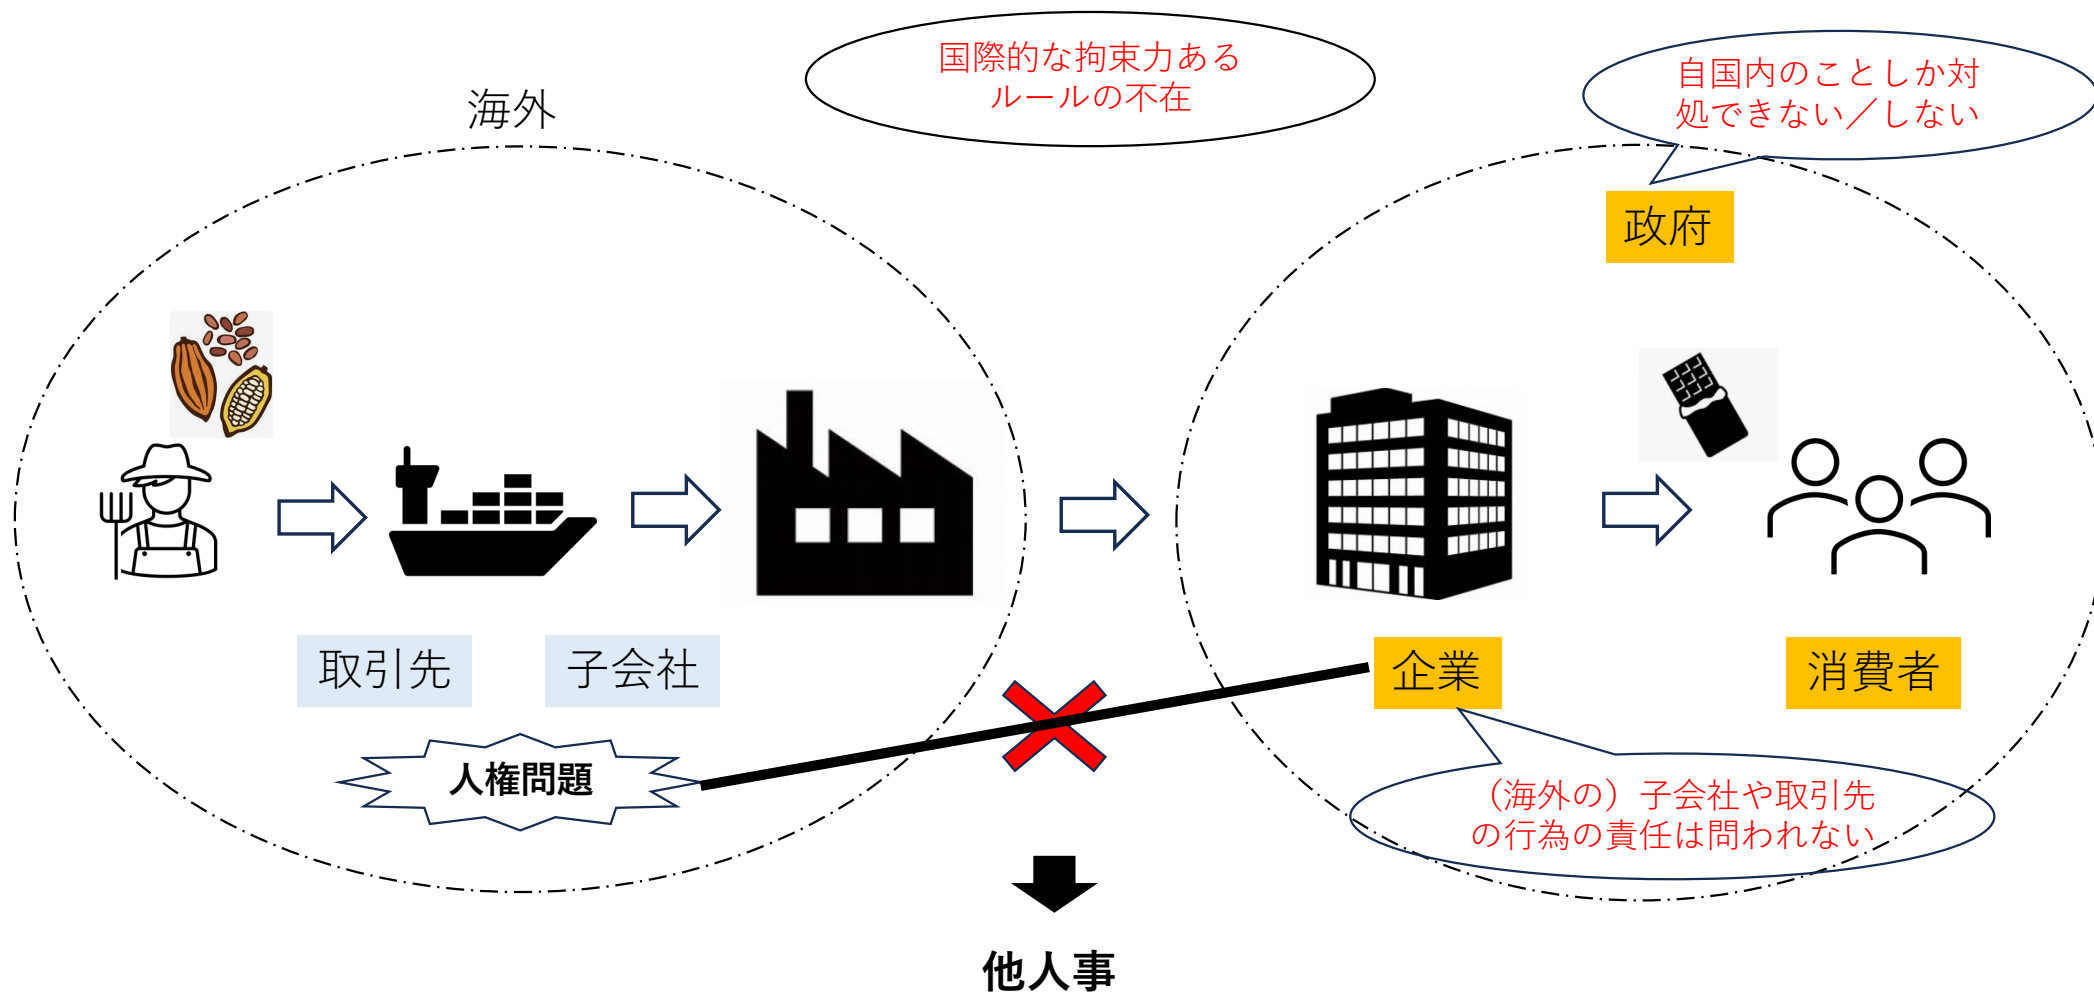 国際的な拘束力ある
ルールの不在
自国内のことしか対
処できない／しない
海外
政府
取引先
子会社
企業
消費者
人権問題
（海外の）子会社や取引先
の行為の責任は問われない
他人事